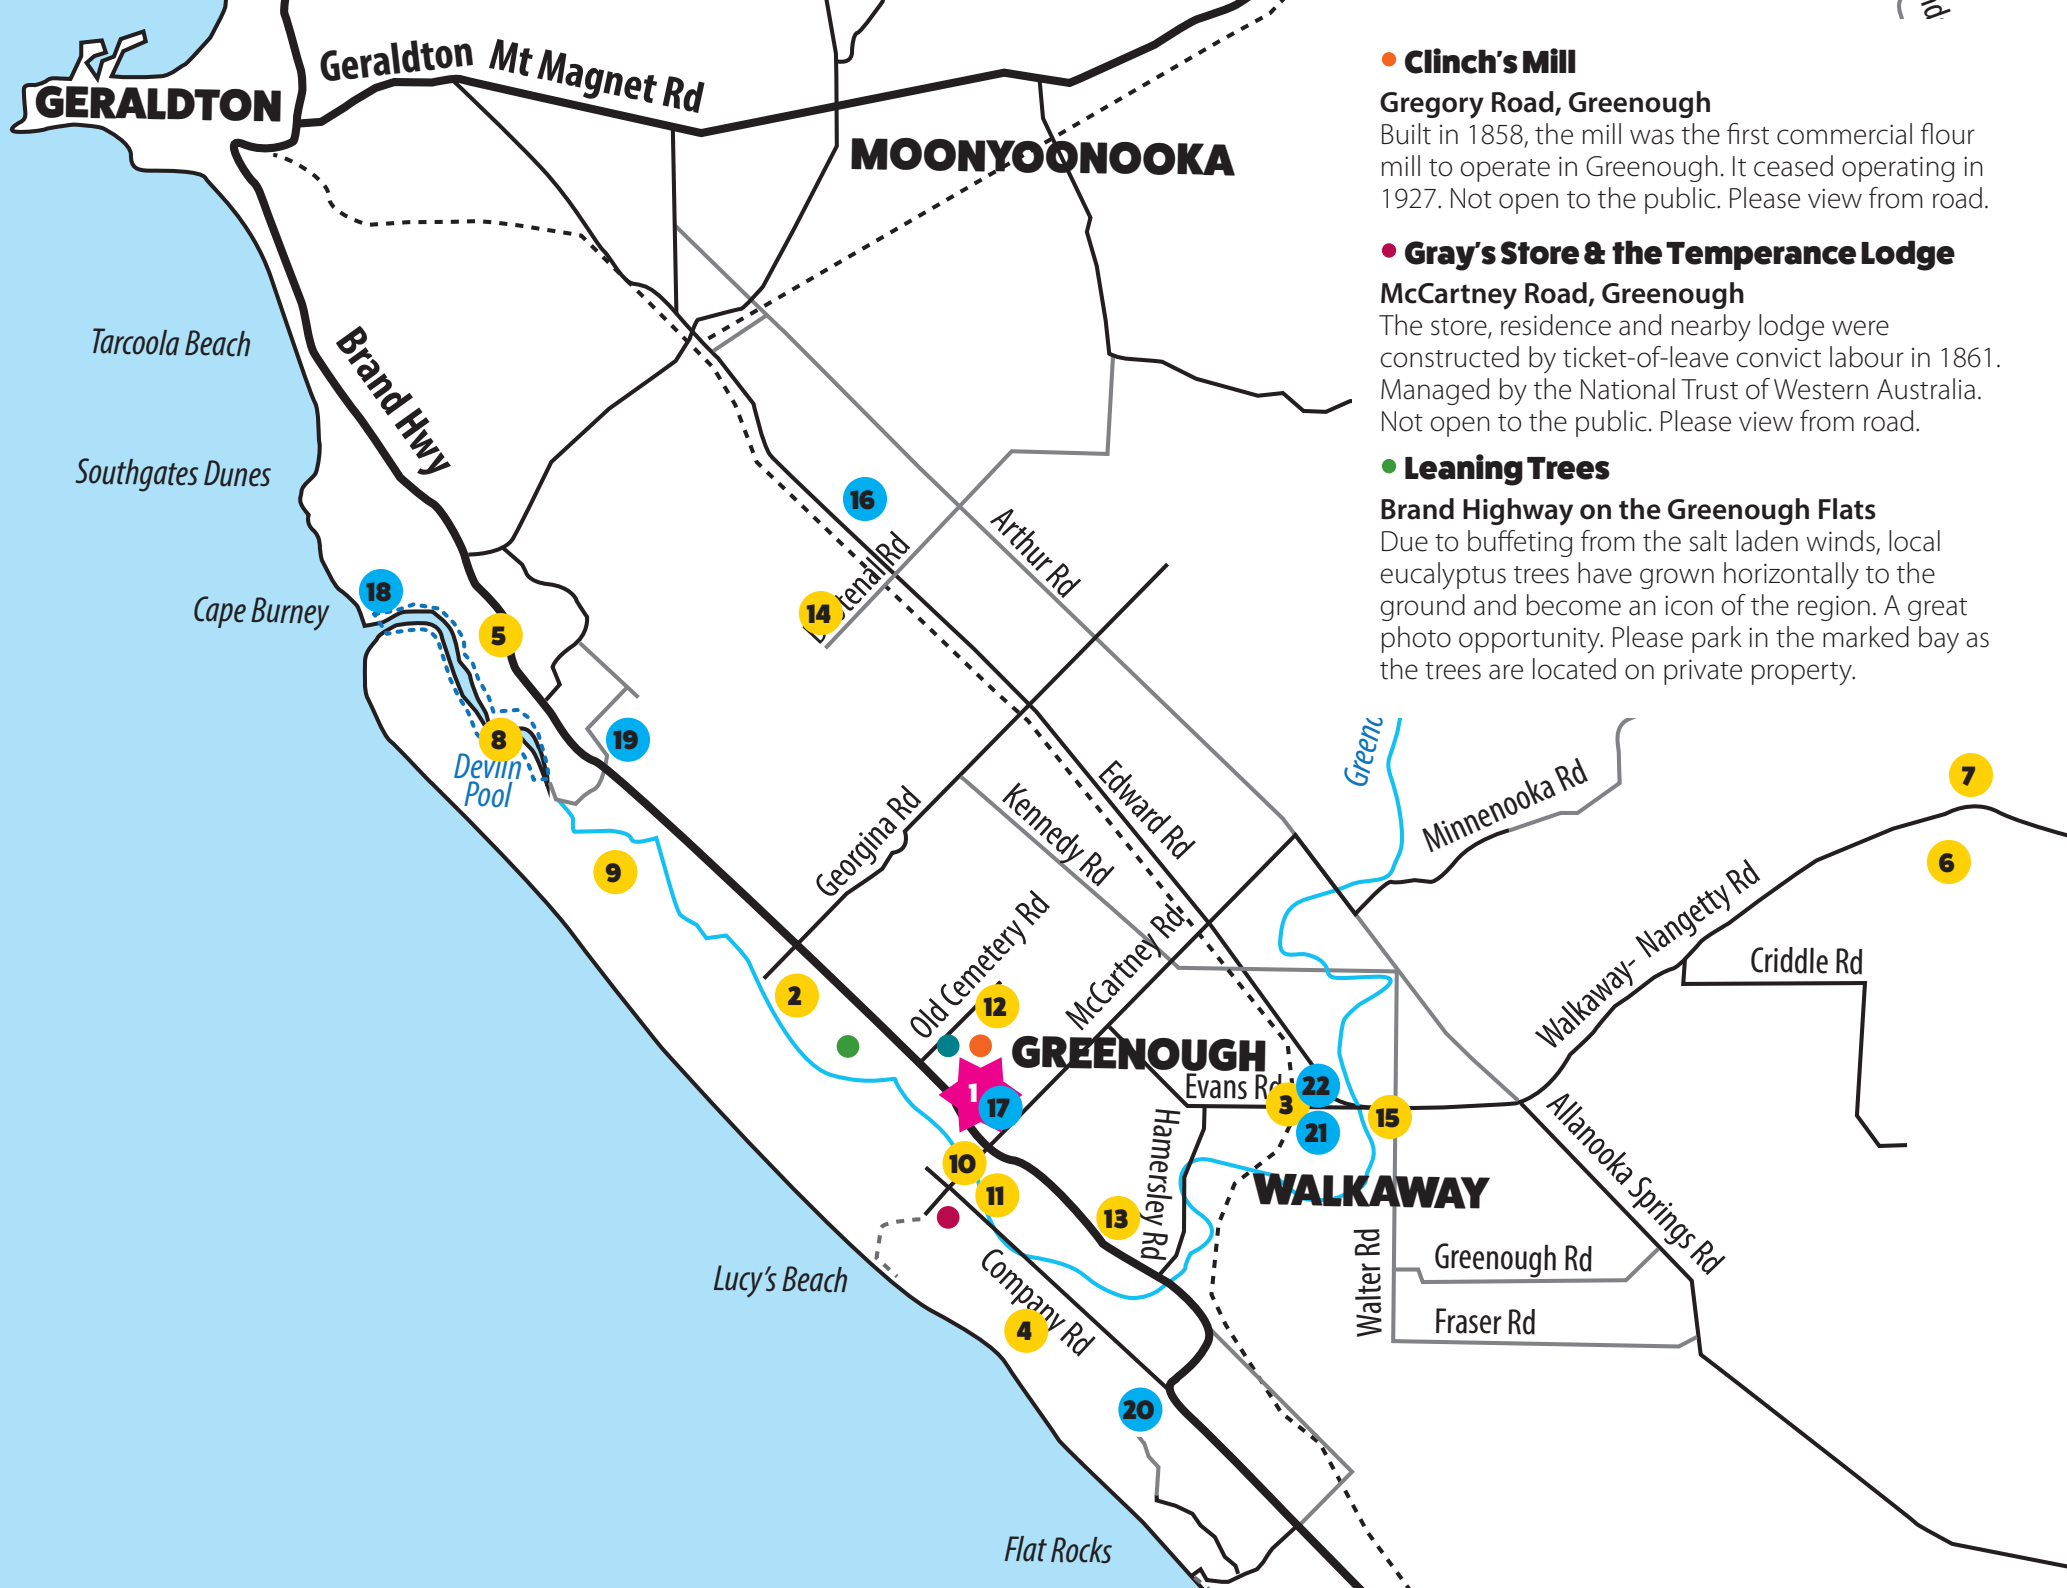 GERALDTON
Geraldton Mt Magnet Rd
MOONYOONOOKA
Tarcoola Beach
Brand Hwy
Southgates Dunes
Cape Burney
18
5
16
14
Arthur Rd
8
Devlin
Pool
19
9
Georgina Rd
Kennedy Rd
Edward Rd
2
Old Cemetery Rd
12
McCartney Rd
GREENOUGH
1
17
Evans Rd
3
22
21
15
10
11
13
Hamersley Rd
WALKAWAY
Lucy's Beach
Company Rd
4
20
Flat Rocks
Walter Rd
Greenough Rd
Fraser Rd
Allanooka Springs Rd
Walkaway- Nangetty Rd
Criddle Rd
Minnenooka Rd
7
6
Clinch's Mill
Gregory Road, Greenough
Built in 1858, the mill was the first commercial flour
mill to operate in Greenough. It ceased operating in
1927. Not open to the public. Please view from road.
Gray's Store & the Temperance Lodge
McCartney Road, Greenough
The store, residence and nearby lodge were
constructed by ticket-of-leave convict labour in 1861.
Managed by the National Trust of Western Australia.
Not open to the public. Please view from road.
Leaning Trees
Brand Highway on the Greenough Flats
Due to buffeting from the salt laden winds, local
eucalyptus trees have grown horizontally to the
ground and become an icon of the region. A great
photo opportunity. Please park in the marked bay as
the trees are located on private property.